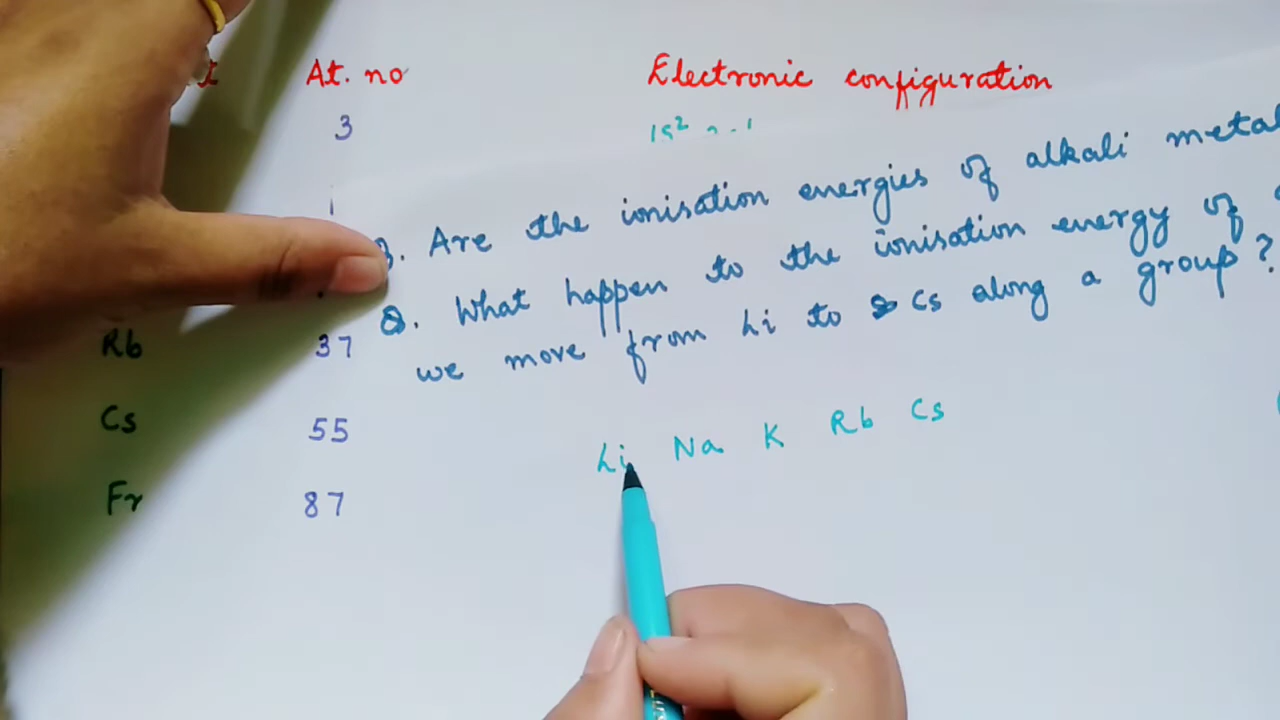 At. no Electronic configuration
3 1s²
Q. Are the ionisation energies of alkali metal
Q. What happen to the ionisation energy of
we move from Li to Cs along a group?
Rb 37
Cs 55
Li Na K Rb Cs
Fr 87